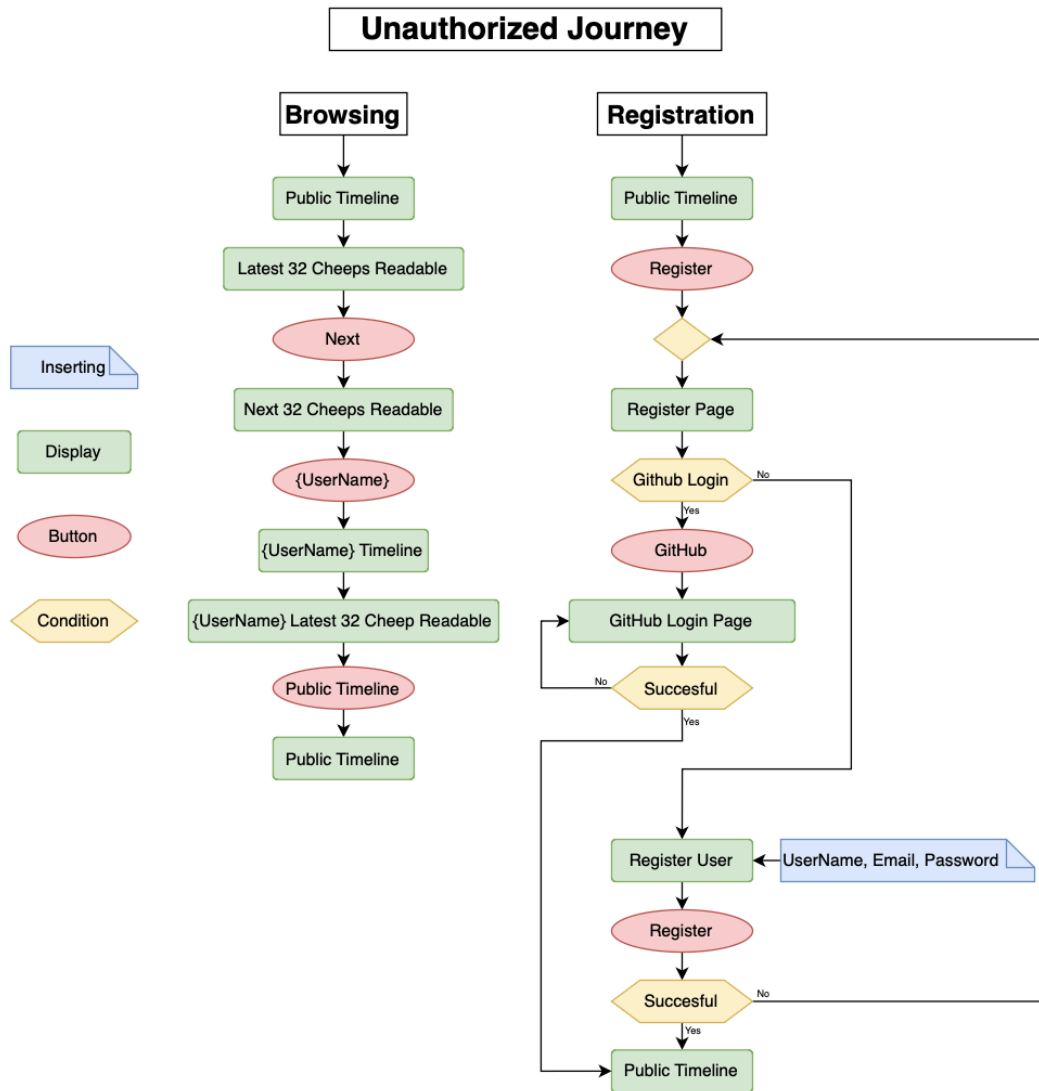 Unauthorized Journey
Browsing
Public Timeline
Latest 32 Cheeps Readable
Next
Next 32 Cheeps Readable
{UserName}
{UserName} Timeline
{UserName} Latest 32 Cheep Readable
Public Timeline
Public Timeline
Inserting
Display
Button
Condition
Registration
Public Timeline
Register
Register Page
Github Login
No
Yes
GitHub
GitHub Login Page
Succesful
No
Yes
Register User
UserName, Email, Password
Register
Succesful
No
Yes
Public Timeline